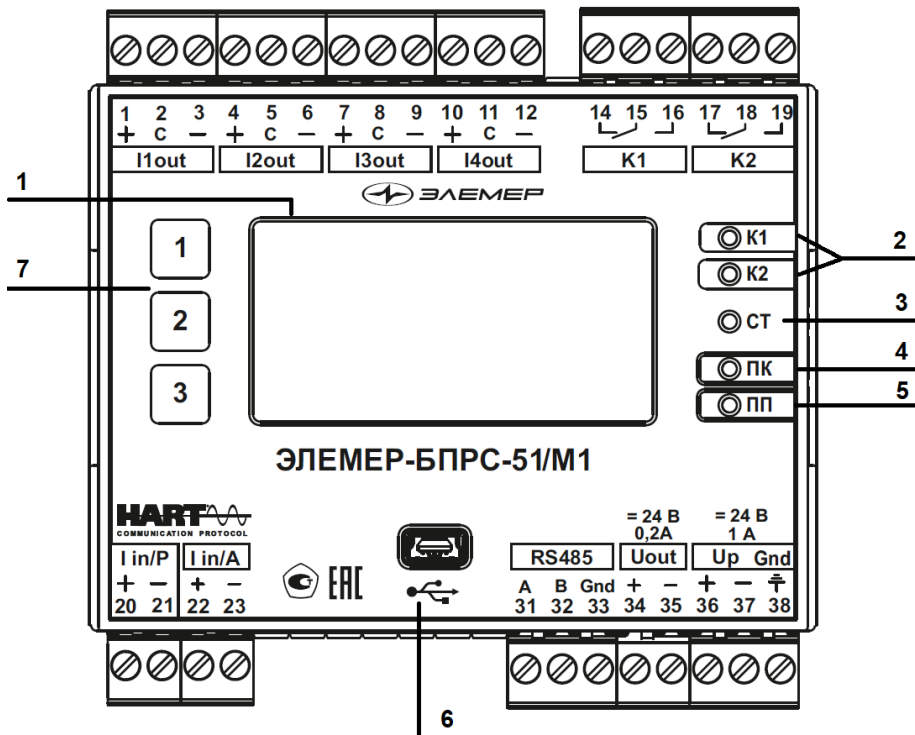 1 2 3 4 5 6 7 8 9 10 11 12 14 15 16 17 18 19
+ C − + C − + C − + C −
I1out I2out I3out I4out K1 K2
ЭЛЕМЕР
1
7
1
2
3
К1
К2
СТ
ПК
ПП
2
3
4
5
ЭЛЕМЕР-БПРС-51/М1
HART
COMMUNICATION PROTOCOL
I in/P I in/A
+ − + −
20 21 22 23
ЕАС
= 24 В
0,2А
= 24 В
1 А
RS485 Uout Up Gnd
A B Gnd + − + −
31 32 33 34 35 36 37 38
6